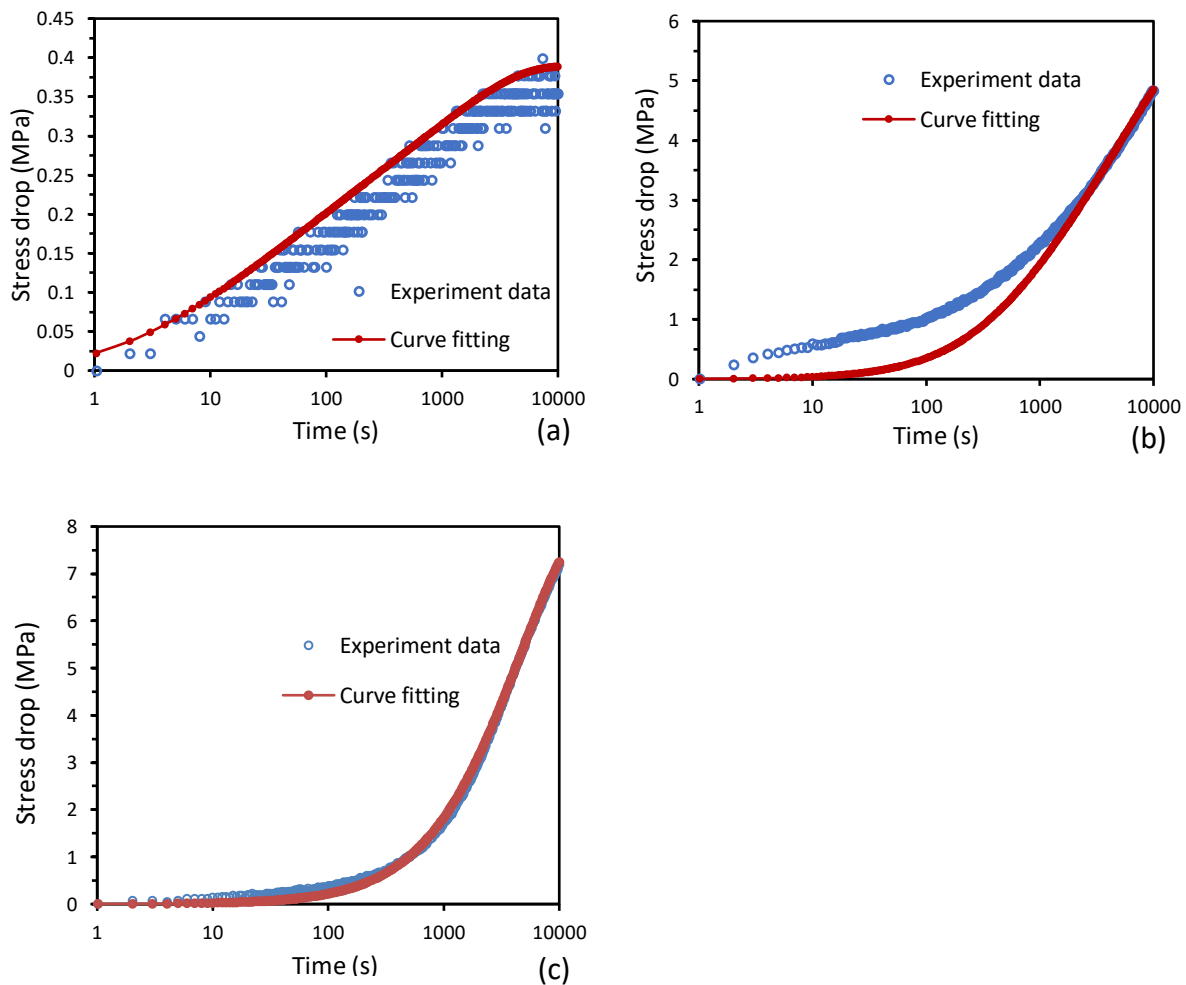 0.45
0.4
0.35
0.3
0.25
0.2
0.15
0.1
0.05
0
Stress drop (MPa)
Experiment data
Curve fitting
1 10 100 1000 10000
Time (s)
(a)
6
5
4
3
2
1
0
Stress drop (MPa)
Experiment data
Curve fitting
1 10 100 1000 10000
Time (s)
(b)
8
7
6
5
4
3
2
1
0
Stress drop (MPa)
Experiment data
Curve fitting
1 10 100 1000 10000
Time (s)
(c)